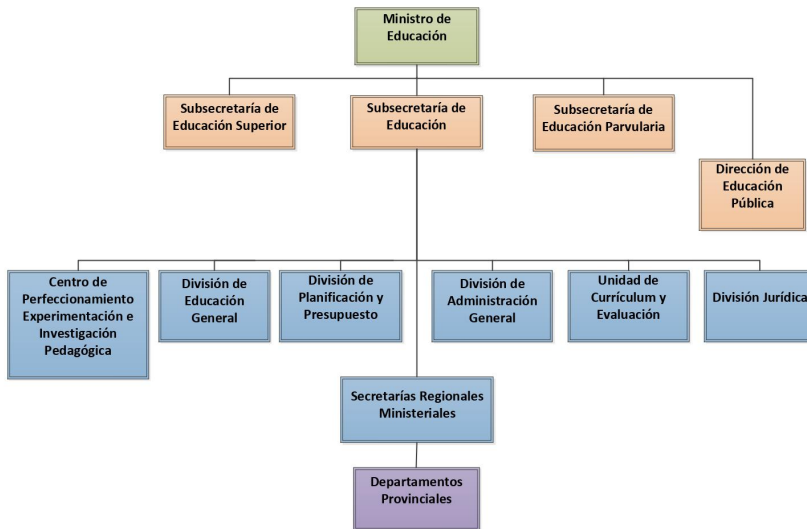 Ministro de
Educación
Subsecretaría de
Educación Superior
Subsecretaría de
Educación
Subsecretaría de
Educación Parvularia
Dirección de
Educación
Pública
Centro de
Perfeccionamiento
Experimentación e
Investigación
Pedagógica
División de
Educación
General
División de
Planificación y
Presupuesto
División de
Administración
General
Unidad de
Currículum y
Evaluación
División Jurídica
Secretarías Regionales
Ministeriales
Departamentos
Provinciales